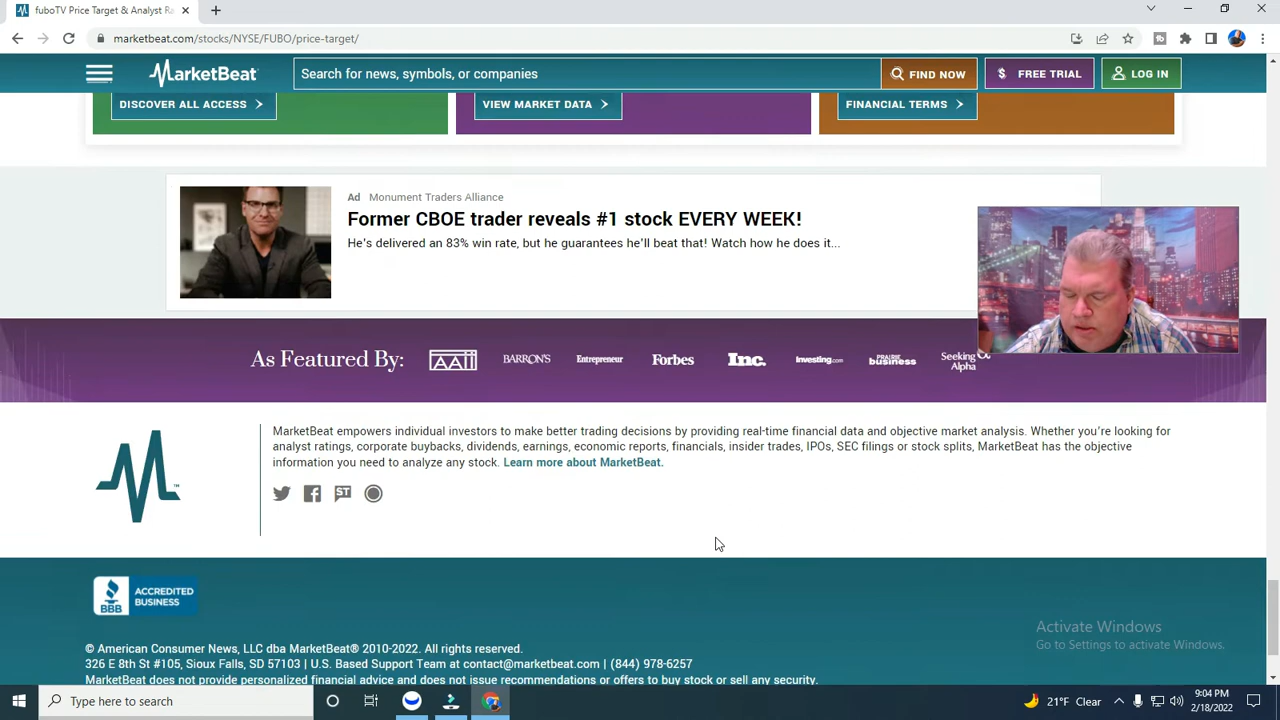 fuboTV Price Target & Analyst Ra
marketbeat.com/stocks/NYSE/FUBO/price-target/
MarketBeat
Search for news, symbols, or companies
FIND NOW
$ FREE TRIAL
LOG IN
DISCOVER ALL ACCESS
VIEW MARKET DATA
FINANCIAL TERMS
Ad Monument Traders Alliance
Former CBOE trader reveals #1 stock EVERY WEEK!
He's delivered an 83% win rate, but he guarantees he'll beat that! Watch how he does it...
As Featured By: AAII BARRON'S Entrepreneur Forbes Inc. Investing.com PRAIRIE business Seeking Alpha
MarketBeat empowers individual investors to make better trading decisions by providing real-time financial data and objective market analysis. Whether you're looking for
analyst ratings, corporate buybacks, dividends, earnings, economic reports, financials, insider trades, IPOs, SEC filings or stock splits, MarketBeat has the objective
information you need to analyze any stock. Learn more about MarketBeat.
ST
BBB ACCREDITED BUSINESS
Activate Windows
Go to Settings to activate Windows.
© American Consumer News, LLC dba MarketBeat® 2010-2022. All rights reserved.
326 E 8th St #105, Sioux Falls, SD 57103 | U.S. Based Support Team at contact@marketbeat.com | (844) 978-6257
MarketBeat does not provide personalized financial advice and does not issue recommendations or offers to buy stock or sell any security.
Type here to search
21°F Clear
9:04 PM
2/18/2022